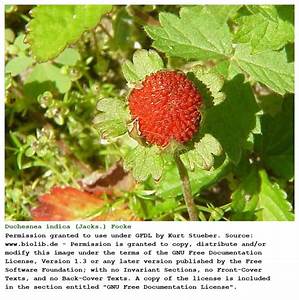 Duchesnea indica (Jacks.) Focke
Permission granted to use under GFDL by Kurt Stueber. Source:
www.biolib.de - Permission is granted to copy, distribute and/or
modify this image under the terms of the GNU Free Documentation
License, Version 1.3 or any later version published by the Free
Software Foundation; with no Invariant Sections, no Front-Cover
Texts, and no Back-Cover Texts. A copy of the license is included
in the section entitled "GNU Free Documentation License".